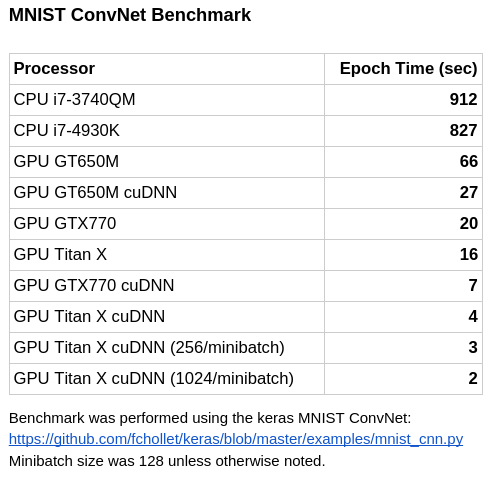 MNIST ConvNet Benchmark
Processor Epoch Time (sec)
CPU i7-3740QM 912
CPU i7-4930K 827
GPU GT650M 66
GPU GT650M cuDNN 27
GPU GTX770 20
GPU Titan X 16
GPU GTX770 cuDNN 7
GPU Titan X cuDNN 4
GPU Titan X cuDNN (256/minibatch) 3
GPU Titan X cuDNN (1024/minibatch) 2
Benchmark was performed using the keras MNIST ConvNet:
https://github.com/fchollet/keras/blob/master/examples/mnist_cnn.py
Minibatch size was 128 unless otherwise noted.